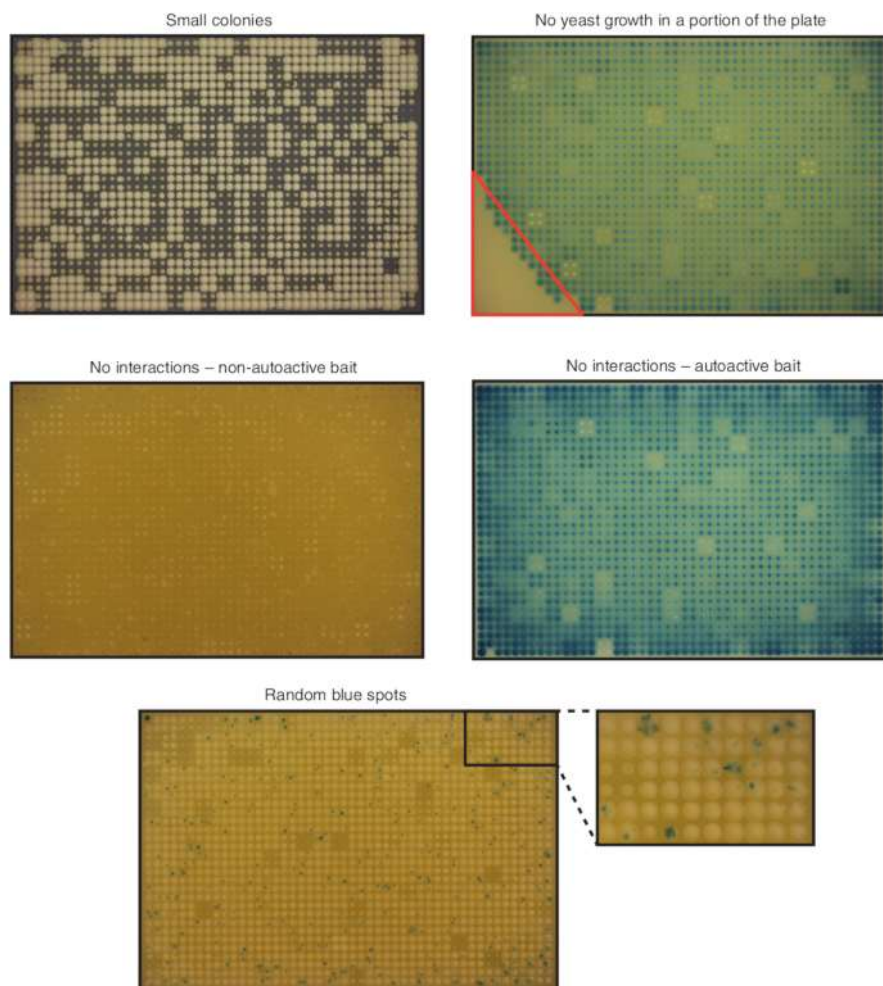 Small colonies
No yeast growth in a portion of the plate
No interactions – non-autoactive bait
No interactions – autoactive bait
Random blue spots